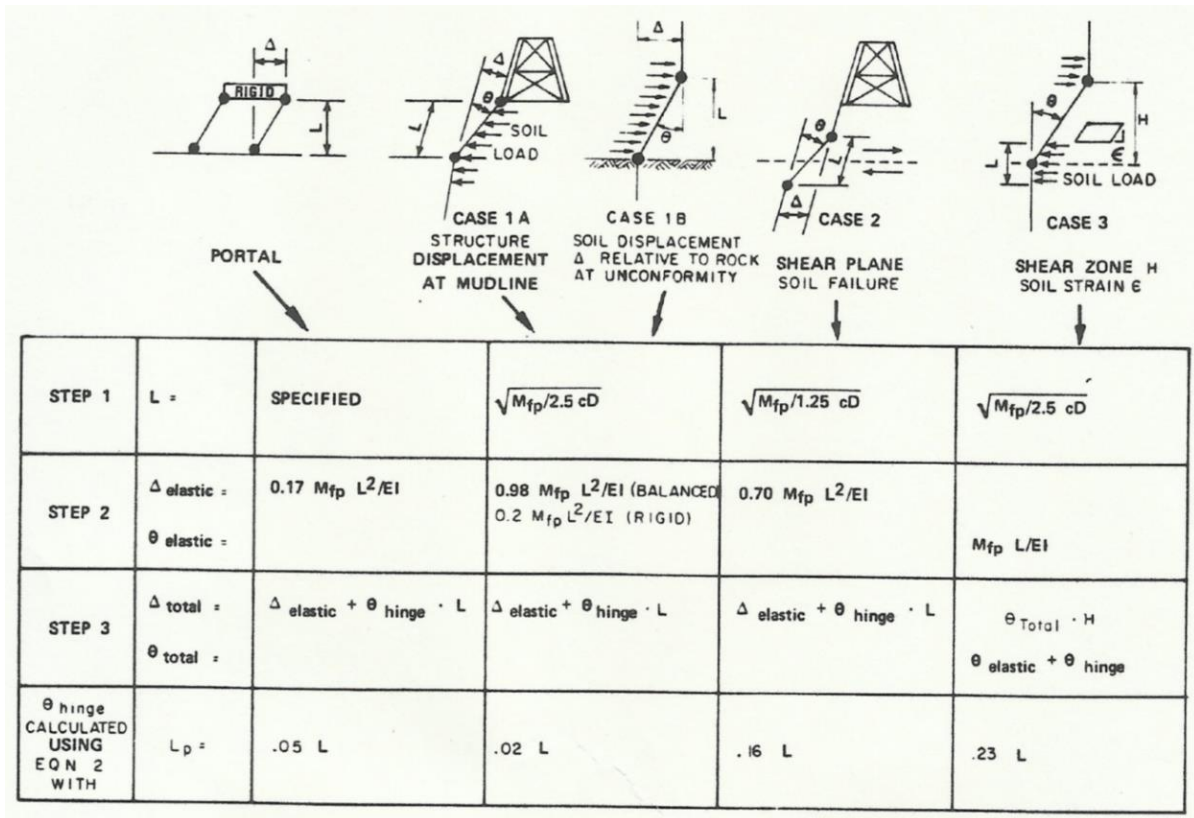 Δ
RIGID
L
Δ
θ
L
SOIL
LOAD
CASE 1 A
STRUCTURE
DISPLACEMENT
AT MUDLINE
Δ
L
θ
CASE 1B
SOIL DISPLACEMENT
Δ RELATIVE TO ROCK
AT UNCONFORMITY
θ
L
Δ
CASE 2
SHEAR PLANE
SOIL FAILURE
θ
H
L
ϵ
SOIL LOAD
CASE 3
SHEAR ZONE H
SOIL STRAIN ϵ
PORTAL
STEP 1
L =
SPECIFIED
√Mfp/2.5 cD
√Mfp/1.25 cD
√Mfp/2.5 cD
STEP 2
Δ elastic =
θ elastic =
0.17 Mfp L²/EI
0.98 Mfp L²/EI (BALANCED)
0.2 Mfp L²/EI (RIGID)
0.70 Mfp L²/EI
Mfp L/EI
STEP 3
Δ total =
θ total =
Δ elastic + θ hinge · L
Δ elastic + θ hinge · L
Δ elastic + θ hinge · L
θ Total · H
θ elastic + θ hinge
θ hinge
CALCULATED
USING
EQN 2
WITH
Lp =
.05 L
.02 L
.16 L
.23 L